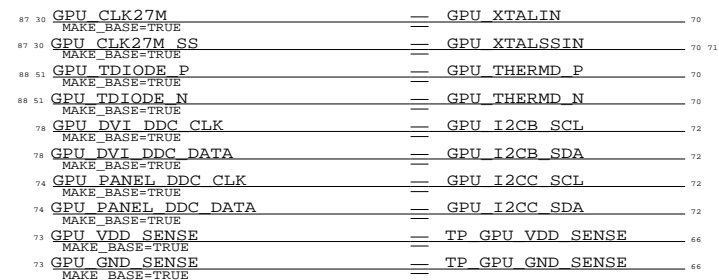 87 30 GPU_CLK27M = GPU_XTALIN 70
MAKE_BASE=TRUE
87 30 GPU_CLK27M_SS = GPU_XTALSSIN 70 71
MAKE_BASE=TRUE
88 51 GPU_TDIODE_P = GPU_THERMD_P 70
MAKE_BASE=TRUE
88 51 GPU_TDIODE_N = GPU_THERMD_N 70
MAKE_BASE=TRUE
78 GPU_DVI_DDC_CLK = GPU_I2CB_SCL 72
MAKE_BASE=TRUE
78 GPU_DVI_DDC_DATA = GPU_I2CB_SDA 72
MAKE_BASE=TRUE
74 GPU_PANEL_DDC_CLK = GPU_I2CC_SCL 72
MAKE_BASE=TRUE
74 GPU_PANEL_DDC_DATA = GPU_I2CC_SDA 72
MAKE_BASE=TRUE
73 GPU_VDD_SENSE = TP_GPU_VDD_SENSE 66
MAKE_BASE=TRUE
73 GPU_GND_SENSE = TP_GPU_GND_SENSE 66
MAKE_BASE=TRUE